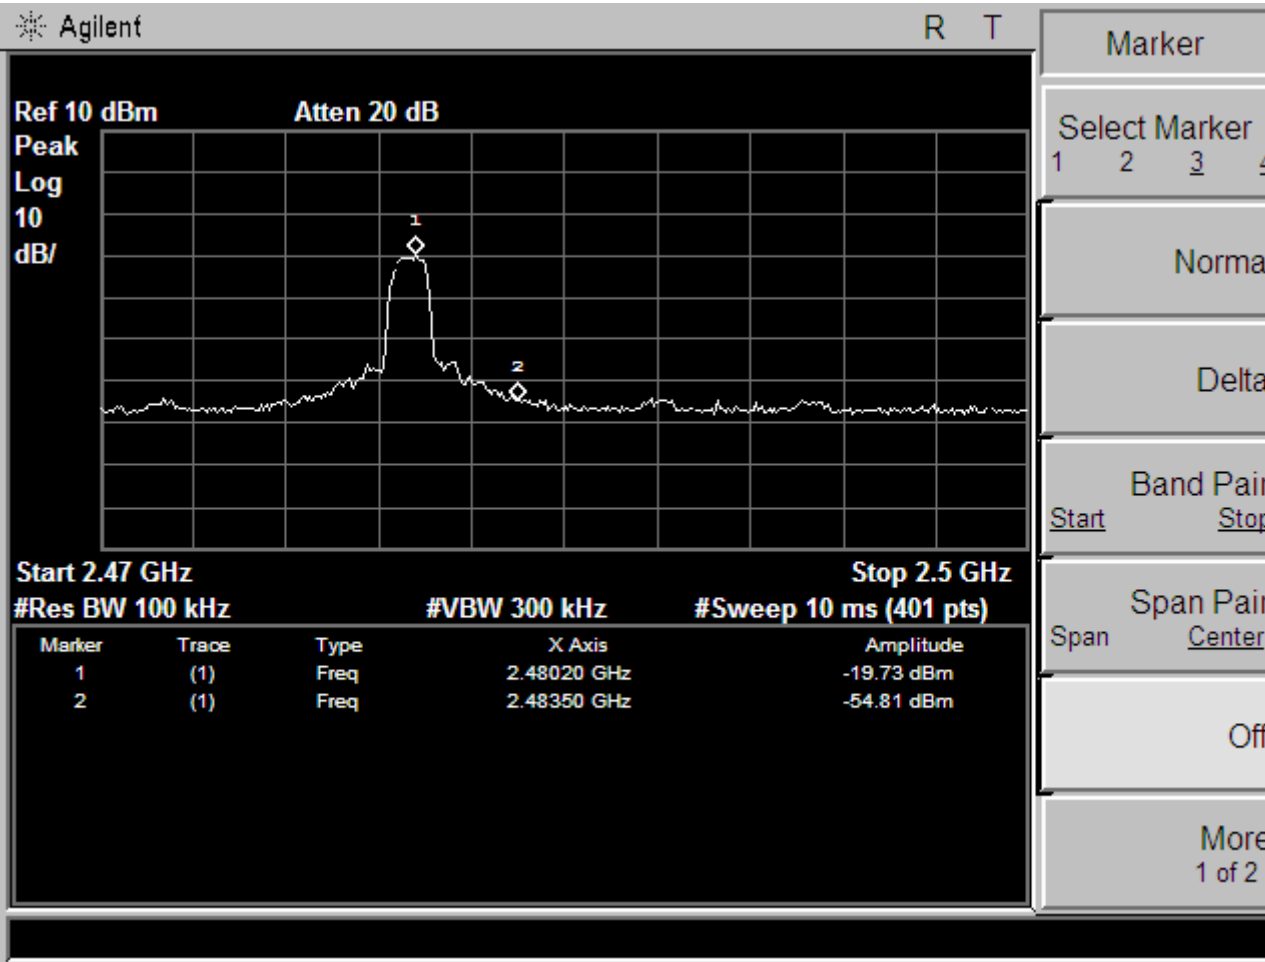 Agilent R T
Ref 10 dBm Atten 20 dB
Peak
Log
10
dB/
1
2
Start 2.47 GHz Stop 2.5 GHz
#Res BW 100 kHz #VBW 300 kHz #Sweep 10 ms (401 pts)
Marker Trace Type X Axis Amplitude
1 (1) Freq 2.48020 GHz -19.73 dBm
2 (1) Freq 2.48350 GHz -54.81 dBm
Marker
Select Marker
1 2 3 4
Norma
Delta
Band Pair
Start Stop
Span Pair
Span Center
Off
More
1 of 2